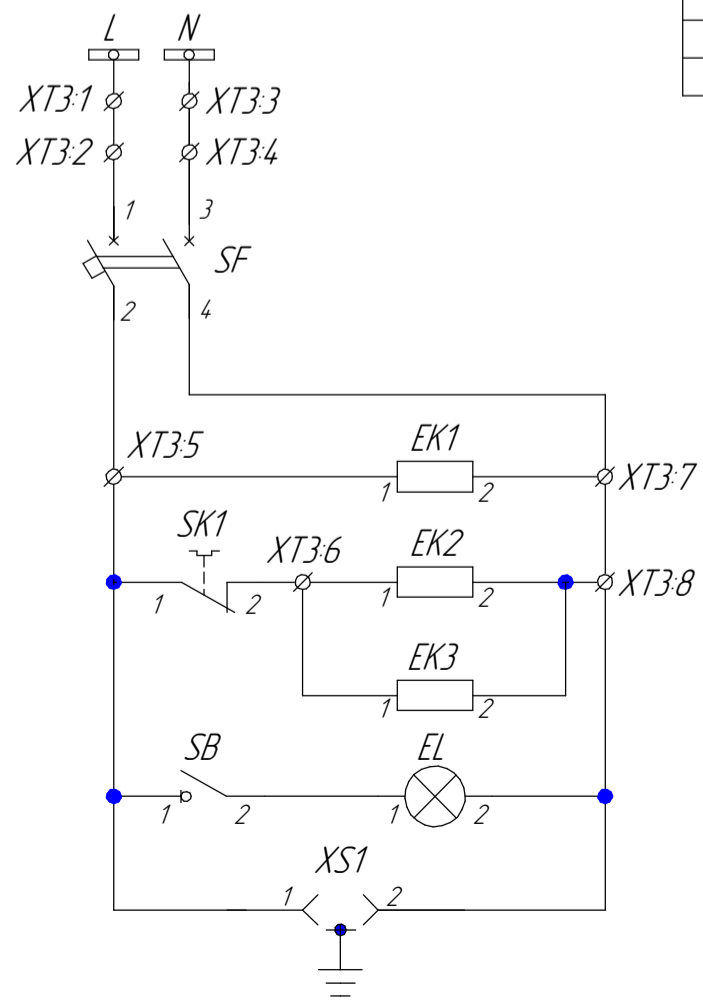 L N
XT3:1 XT3:3
XT3:2 XT3:4
1 3
SF
2 4
XT3:5 EK1
1 2 XT3:7
SK1 XT3:6 EK2
1 2 1 2 XT3:8
EK3
1 2
SB EL
1 2 1 2
XS1
1 2